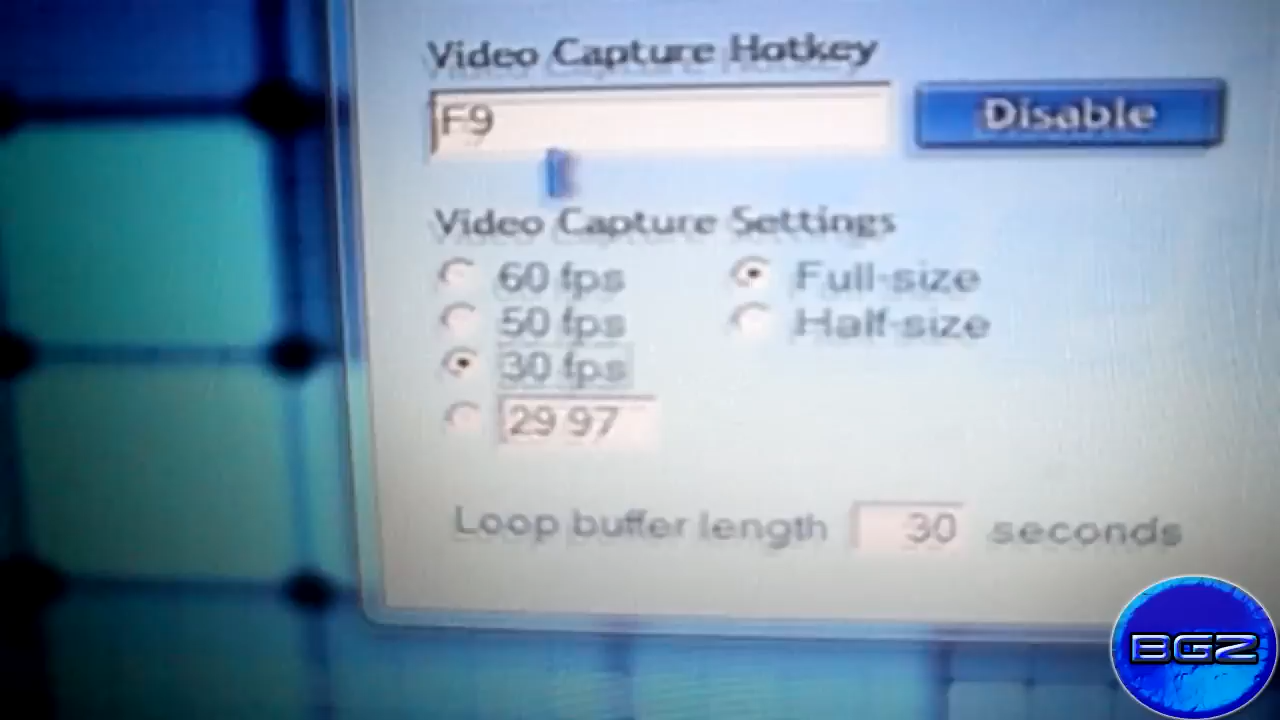 Video Capture Hotkey
F9
Disable
Video Capture Settings
60 fps
Full-size
50 fps
Half-size
30 fps
29 97
Loop buffer length 30 seconds
BGZ